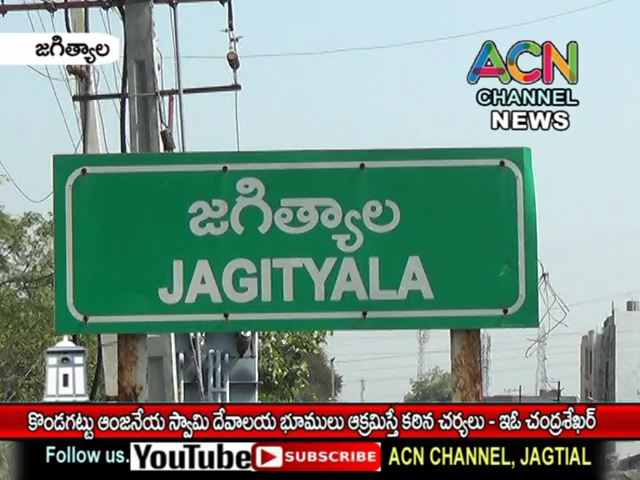 జగిత్యాల
ACN
CHANNEL
NEWS
జగిత్యాల
JAGITYALA
కొండగట్టు ఆంజనేయ స్వామి దేవాలయ భూములు ఆక్రమిస్తే కఠిన చర్యలు - ఇఓ చంద్రశేఖర్
Follow us. YouTube SUBSCRIBE ACN CHANNEL, JAGTIAL